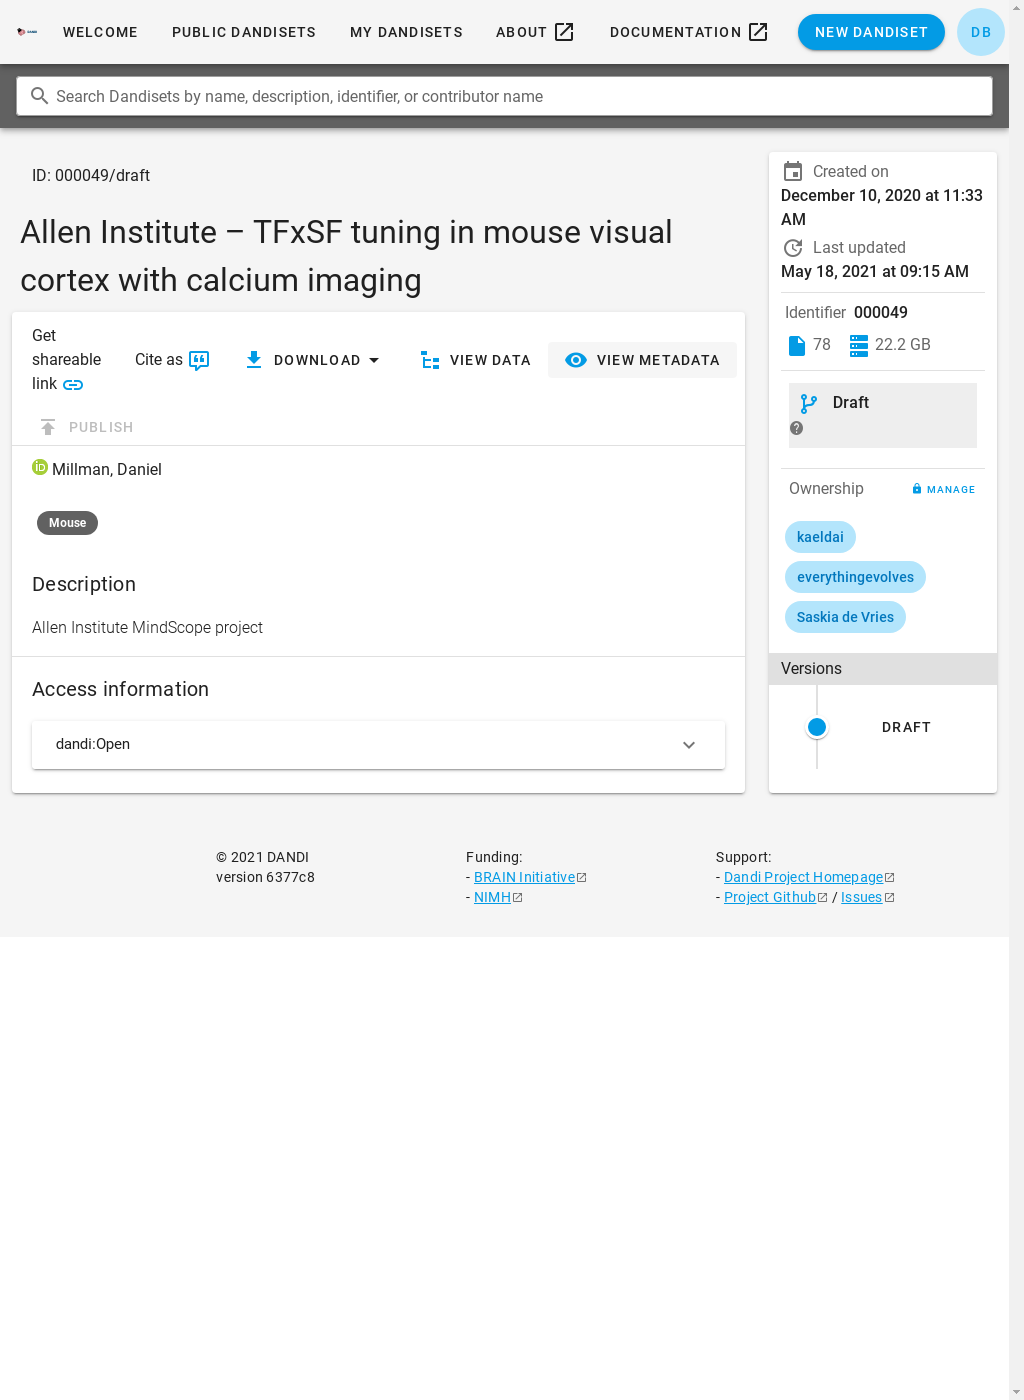 WELCOME
PUBLIC DANDISETS
MY DANDISETS
ABOUT
DOCUMENTATION
NEW DANDISET
DB
Search Dandisets by name, description, identifier, or contributor name
ID: 000049/draft
Allen Institute – TFxSF tuning in mouse visual
cortex with calcium imaging
Get
shareable
link
Cite as
DOWNLOAD
VIEW DATA
VIEW METADATA
PUBLISH
Millman, Daniel
Mouse
Description
Allen Institute MindScope project
Access information
dandi:Open
Created on
December 10, 2020 at 11:33
AM
Last updated
May 18, 2021 at 09:15 AM
Identifier 000049
78
22.2 GB
Draft
Ownership
MANAGE
kaeldai
everythingevolves
Saskia de Vries
Versions
DRAFT
© 2021 DANDI
version 6377c8
Funding:
- BRAIN Initiative
- NIMH
Support:
- Dandi Project Homepage
- Project Github / Issues